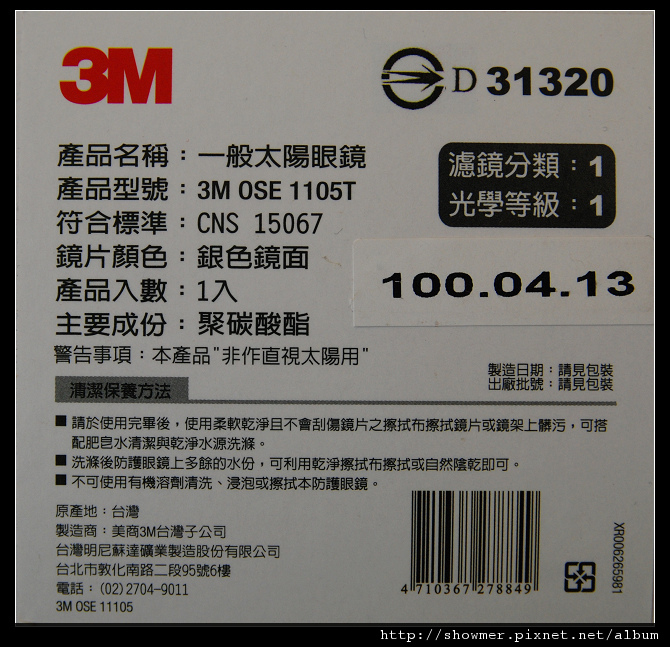 3M
D 31320
產品名稱：一般太陽眼鏡
產品型號：3M OSE 1105T
符合標準：CNS 15067
鏡片顏色：銀色鏡面
產品入數：1入
主要成份：聚碳酸酯
濾鏡分類：1
光學等級：1
100.04.13
警告事項：本產品"非作直視太陽用"
製造日期：請見包裝
出廠批號：請見包裝
清潔保養方法
■ 請於使用完畢後，使用柔軟乾淨且不會刮傷鏡片之擦拭布擦拭鏡片或鏡架上髒污，可搭
配肥皂水清潔與乾淨水源洗滌。
■ 洗滌後防護眼鏡上多餘的水份，可利用乾淨擦拭布擦拭或自然陰乾即可。
■ 不可使用有機溶劑清洗、浸泡或擦拭本防護眼鏡。
原產地：台灣
製造商：美商3M台灣子公司
台灣明尼蘇達礦業製造股份有限公司
台北市敦化南路二段95號6樓
電話：(02)2704-9011
3M OSE 11105
4 710367 278849
XR006265981
http://showmer.pixnet.net/album